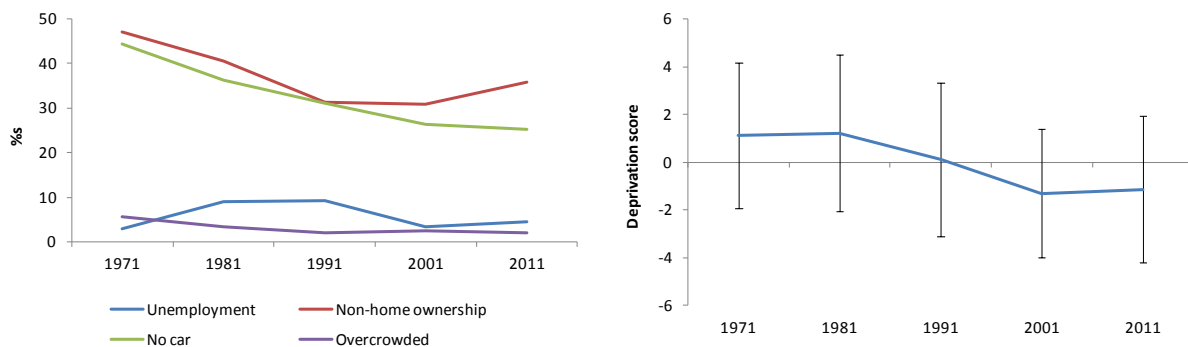 50
40
30
20
10
0
%s
1971 1981 1991 2001 2011
Unemployment Non-home ownership
No car Overcrowded
6
4
2
0
-2
-4
-6
Deprivation score
1971 1981 1991 2001 2011